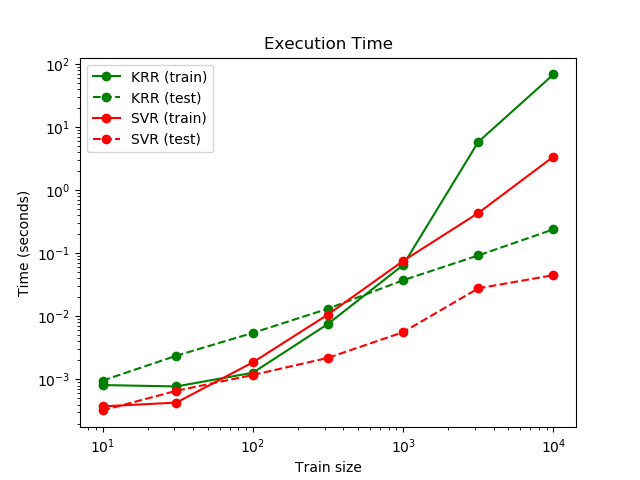 Execution Time
KRR (train)
KRR (test)
SVR (train)
SVR (test)
Time (seconds)
10²
10¹
10⁰
10⁻¹
10⁻²
10⁻³
10¹ 10² 10³ 10⁴
Train size